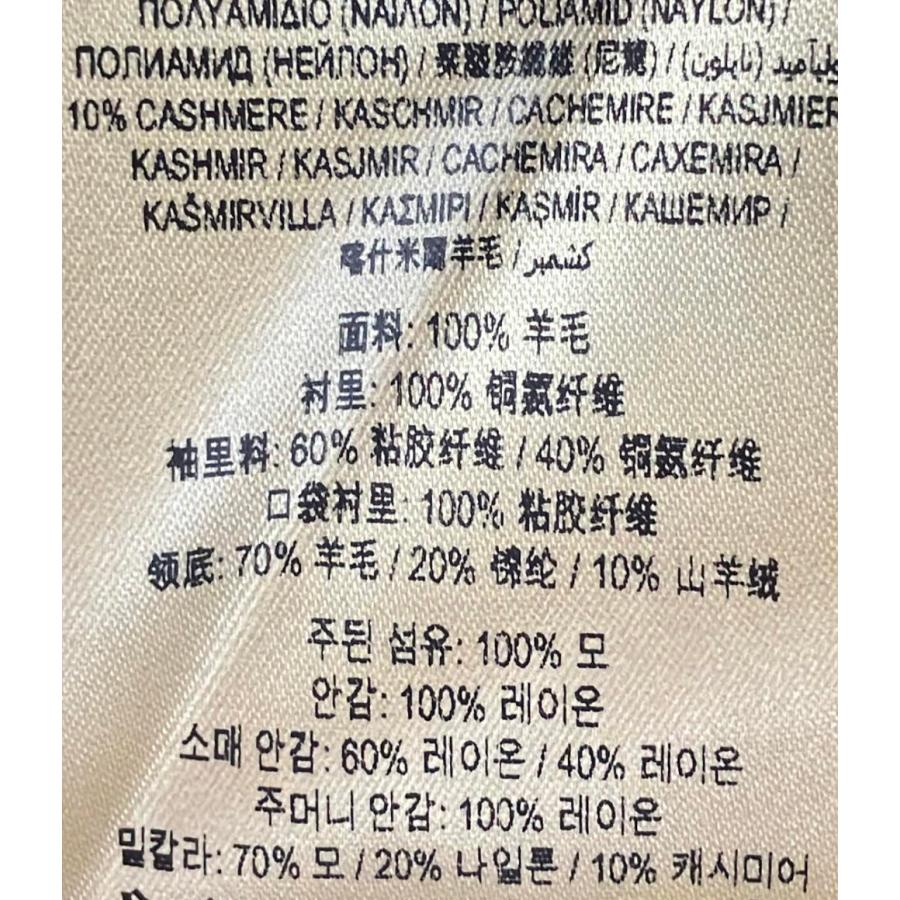 ΠΟΛΥΑΜΙΔΙΟ (ΝΑΪΛΟΝ) / POLIAMID (NAYLON) /
ПОЛИАМИД (НЕЙЛОН) / 聚醯胺纖維 (尼龍) / (نايلون)
10% CASHMERE / KASCHMIR / CACHEMIRE / KASJMIER
KASHMIR / KASJMIR / CACHEMIRA / CAXEMIRA /
KAŠMIRVILLA / ΚΑΣΜΙΡΙ / KAŞMİR / КАШЕМИР /
喀什米爾羊毛 / كشمير
面料: 100% 羊毛
衬里: 100% 铜氨纤维
袖里料: 60% 粘胶纤维 / 40% 铜氨纤维
口袋衬里: 100% 粘胶纤维
领底: 70% 羊毛 / 20% 锦纶 / 10% 山羊绒
주된 섬유: 100% 모
안감: 100% 레이온
소매 안감: 60% 레이온 / 40% 레이온
주머니 안감: 100% 레이온
밑칼라: 70% 모 / 20% 나일론 / 10% 캐시미어